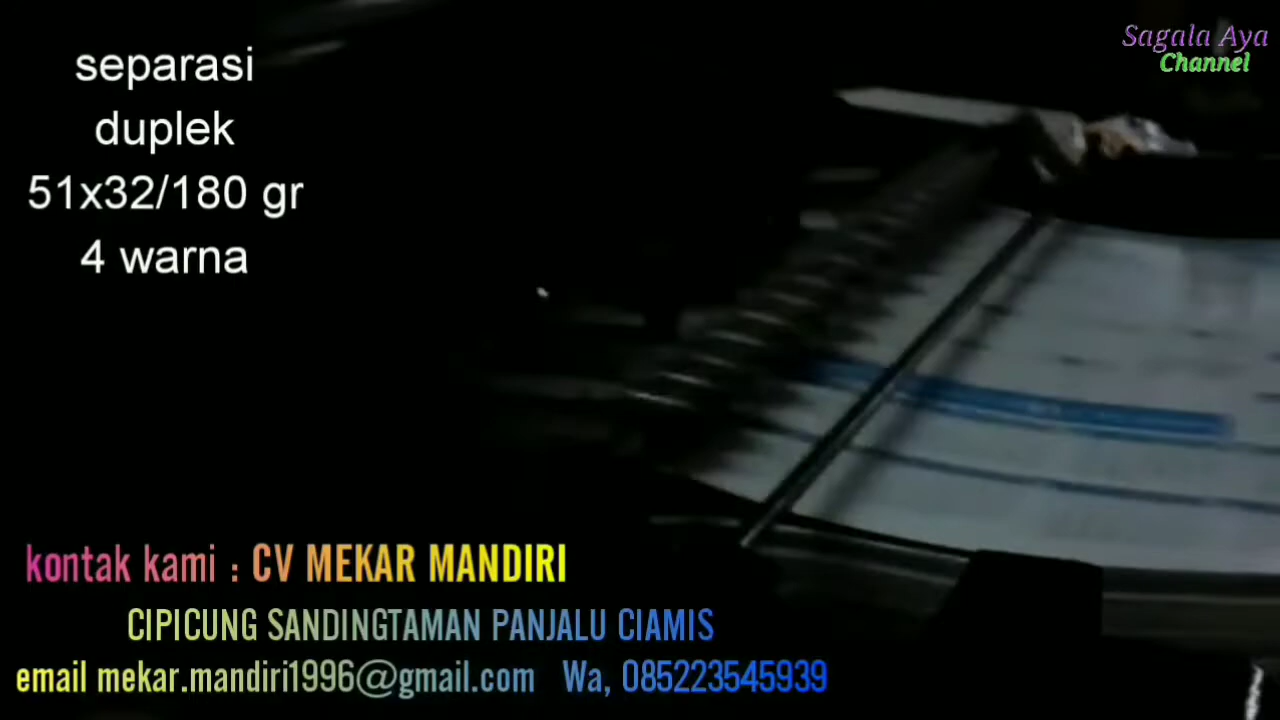 separasi
duplek
51x32/180 gr
4 warna
Sagala Aya
Channel
kontak kami : CV MEKAR MANDIRI
CIPICUNG SANDINGTAMAN PANJALU CIAMIS
email mekar.mandiri1996@gmail.com Wa, 085223545939